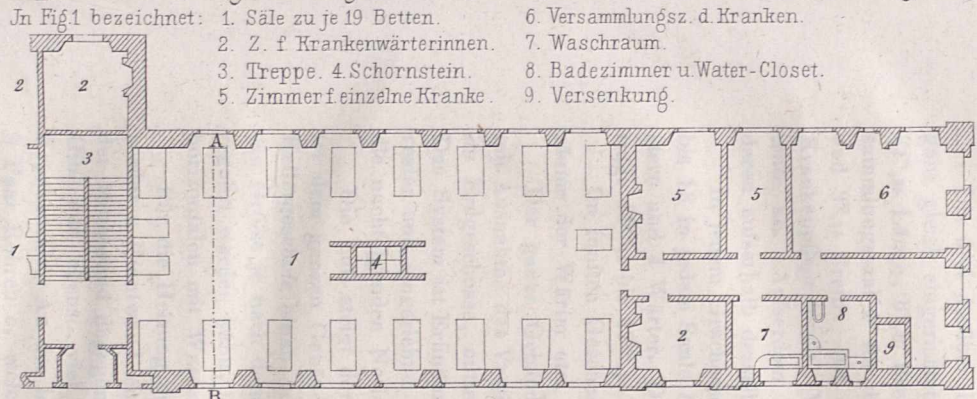 Jn Fig.1 bezeichnet: 1. Säle zu je 19 Betten.
2. Z. f. Krankenwärterinnen.
3. Treppe. 4. Schornstein.
5. Zimmer f. einzelne Kranke.
6. Versammlungsz. d. Kranken.
7. Waschraum.
8. Badezimmer u. Water-Closet.
9. Versenkung.
2 2
A
3 5 5 6
1 1 4
2 7 8 9
B